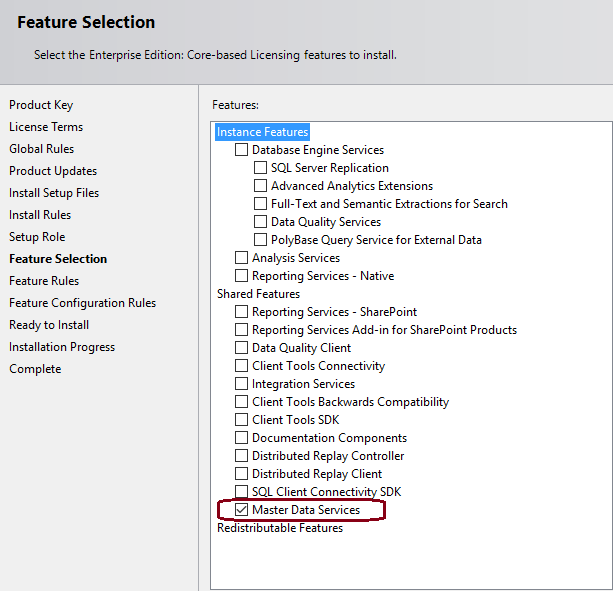 Feature Selection
Select the Enterprise Edition: Core-based Licensing features to install.
Product Key
License Terms
Global Rules
Product Updates
Install Setup Files
Install Rules
Setup Role
Feature Selection
Feature Rules
Feature Configuration Rules
Ready to Install
Installation Progress
Complete
Features:
Instance Features
Database Engine Services
SQL Server Replication
Advanced Analytics Extensions
Full-Text and Semantic Extractions for Search
Data Quality Services
PolyBase Query Service for External Data
Analysis Services
Reporting Services - Native
Shared Features
Reporting Services - SharePoint
Reporting Services Add-in for SharePoint Products
Data Quality Client
Client Tools Connectivity
Integration Services
Client Tools Backwards Compatibility
Client Tools SDK
Documentation Components
Distributed Replay Controller
Distributed Replay Client
SQL Client Connectivity SDK
Master Data Services
Redistributable Features